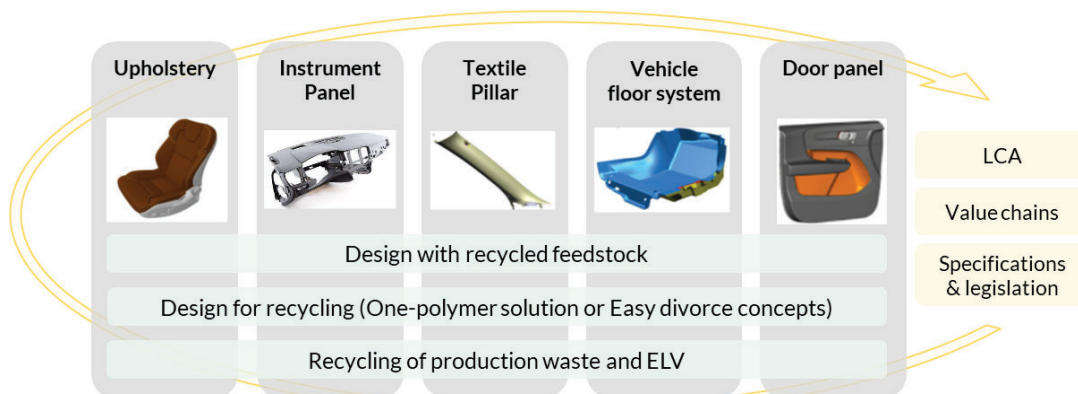 Upholstery
Instrument
Panel
Textile
Pillar
Vehicle
floor system
Door panel
LCA
Value chains
Specifications
& legislation
Design with recycled feedstock
Design for recycling (One-polymer solution or Easy divorce concepts)
Recycling of production waste and ELV